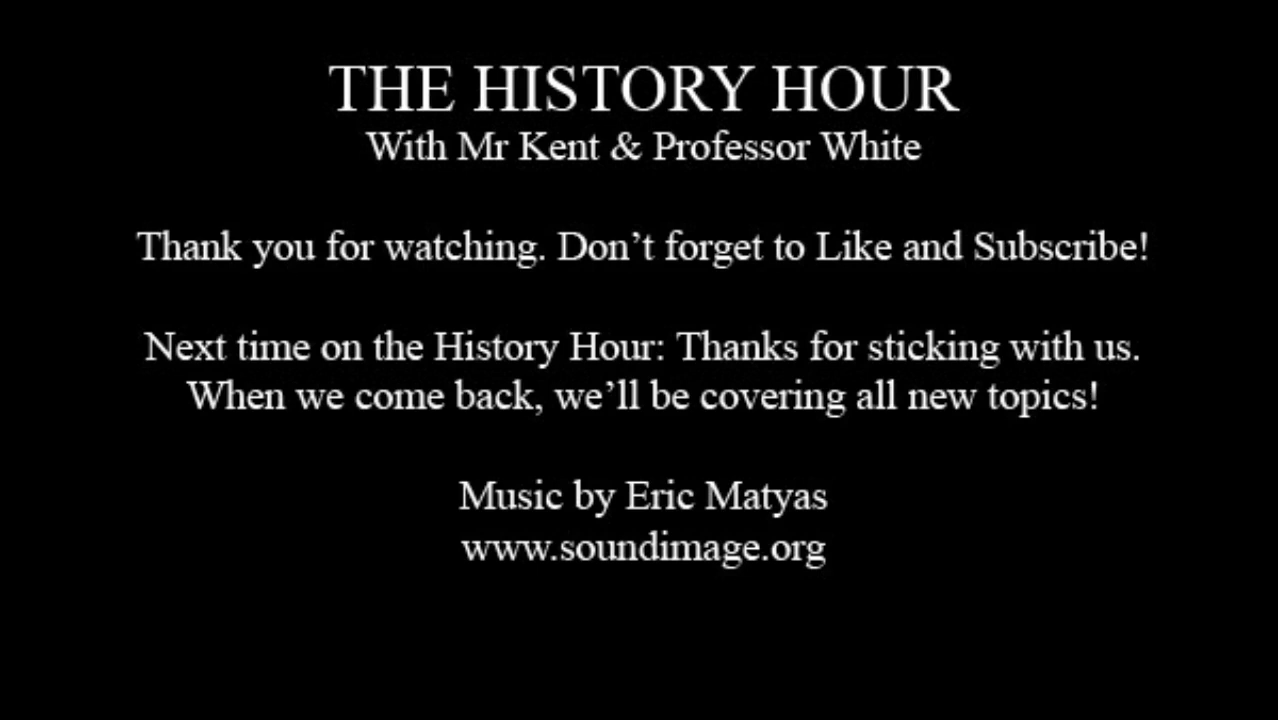 THE HISTORY HOUR
With Mr Kent & Professor White
Thank you for watching. Don’t forget to Like and Subscribe!
Next time on the History Hour: Thanks for sticking with us.
When we come back, we’ll be covering all new topics!
Music by Eric Matyas
www.soundimage.org